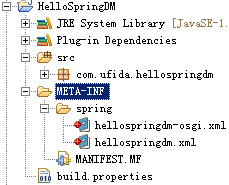 HelloSpringDM
JRE System Library [JavaSE-1.
Plug-in Dependencies
src
com.ufida.hellospringdm
META-INF
spring
hellospringdm-osgi.xml
hellospringdm.xml
MANIFEST.MF
build.properties